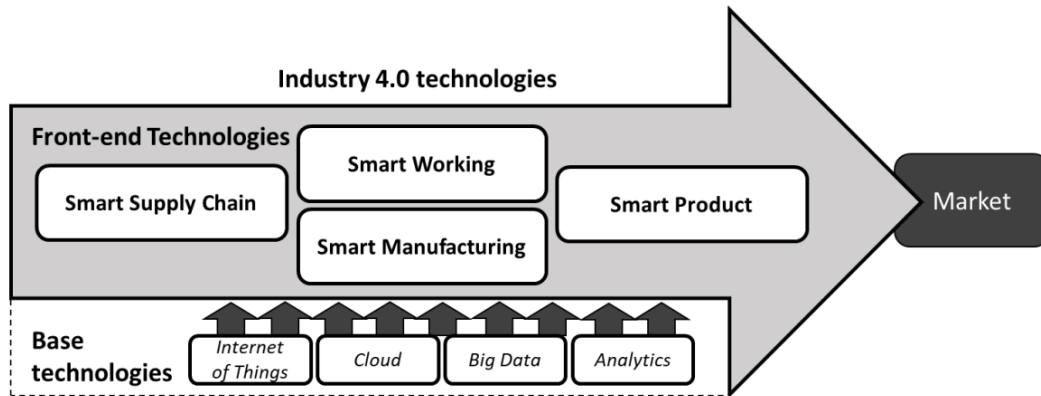 Industry 4.0 technologies
Front-end Technologies
Smart Supply Chain
Smart Working
Smart Manufacturing
Smart Product
Market
Base
technologies
Internet
of Things
Cloud
Big Data
Analytics